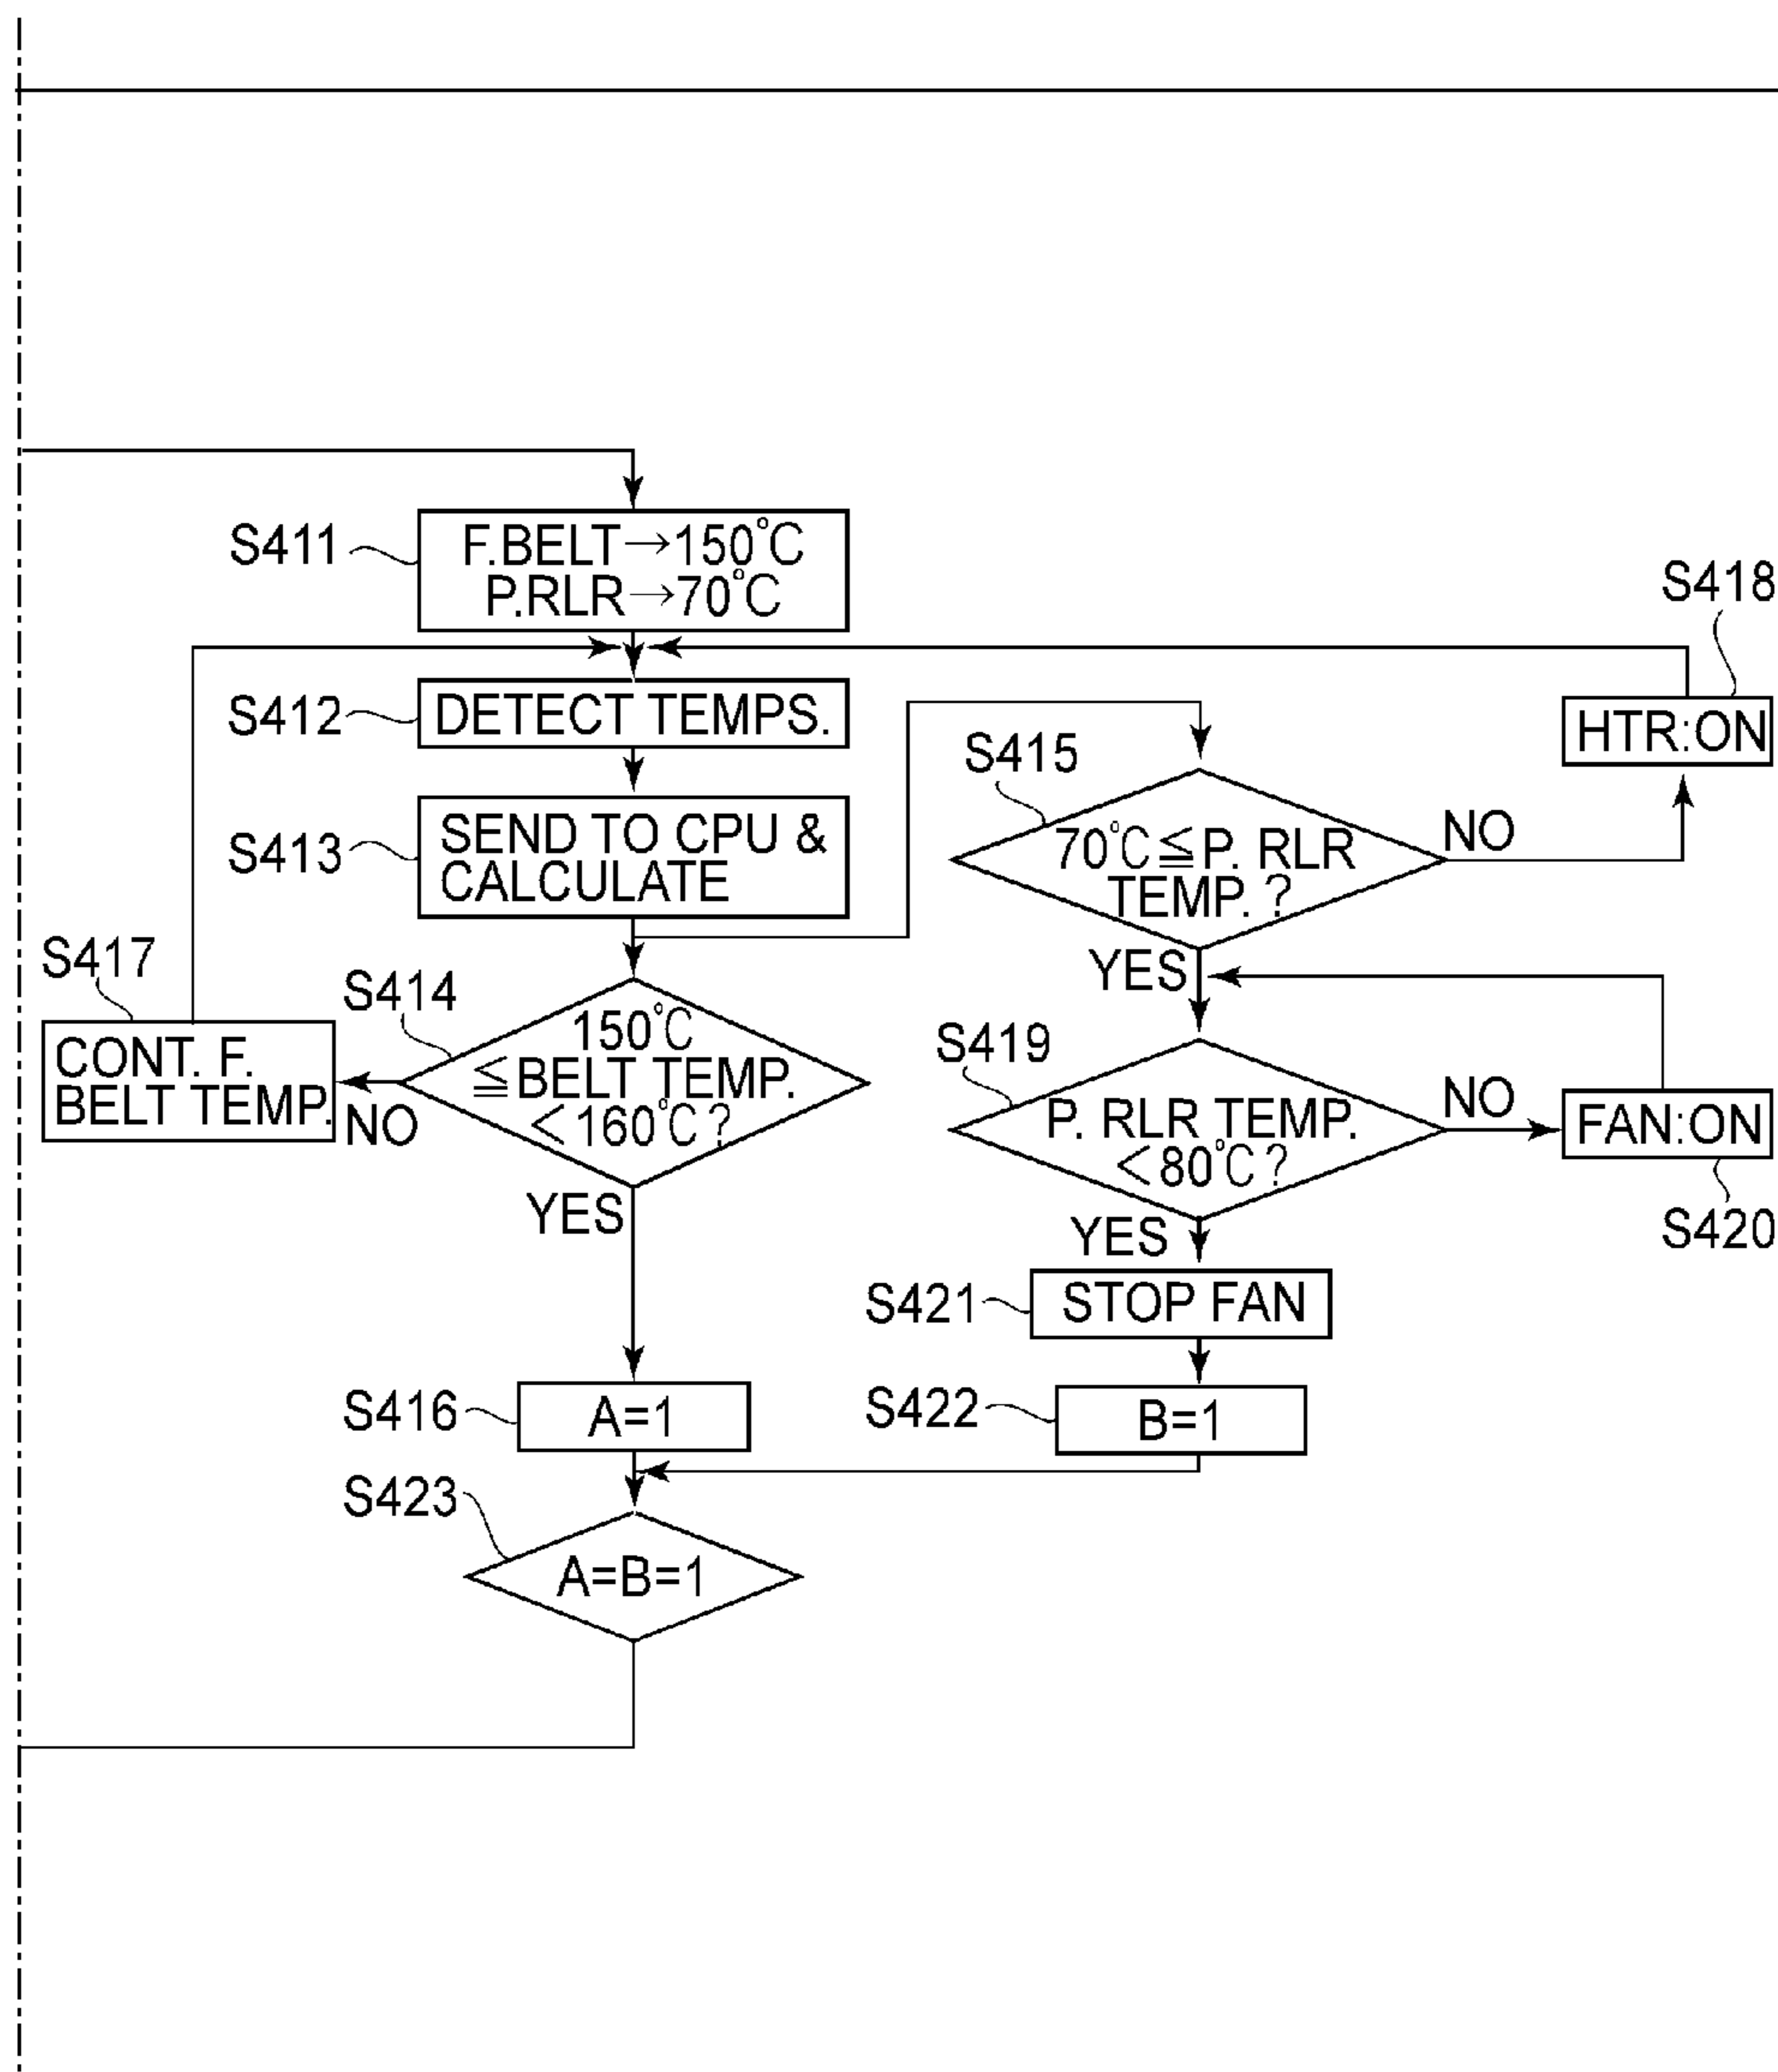 S411
F.BELT→150°C
P.RLR→70°C
S418
S412
DETECT TEMPS.
HTR:ON
S415
S413
SEND TO CPU &
CALCULATE
70°C≦P. RLR
TEMP. ?
NO
YES
S417
S414
CONT. F.
BELT TEMP.
150°C
≦BELT TEMP.
<160°C?
NO
YES
S419
P. RLR TEMP.
<80°C?
NO
FAN:ON
S420
YES
S421
STOP FAN
S416
A=1
S422
B=1
S423
A=B=1